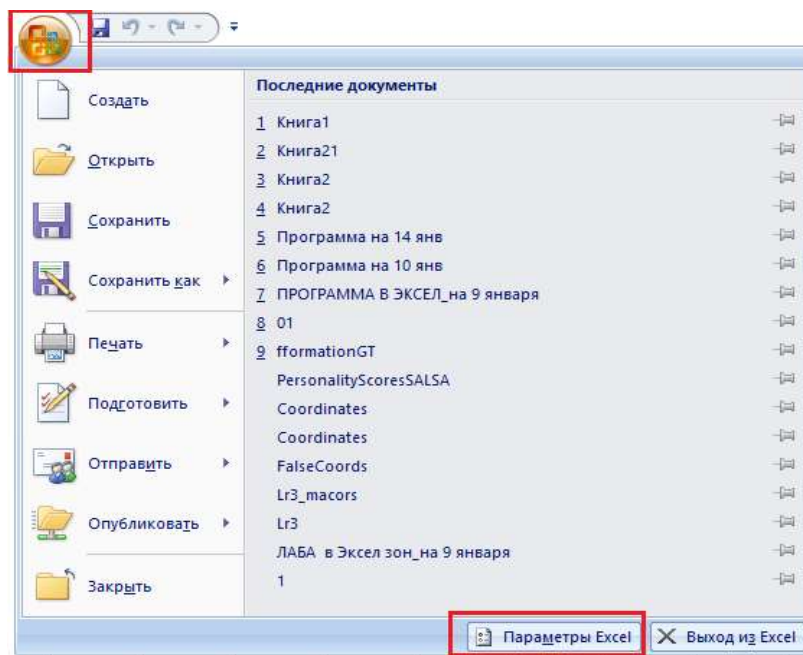 Создать
Открыть
Сохранить
Сохранить как
Печать
Подготовить
Отправить
Опубликовать
Закрыть
Последние документы
1 Книга1
2 Книга21
3 Книга2
4 Книга2
5 Программа на 14 янв
6 Программа на 10 янв
7 ПРОГРАММА В ЭКСЕЛ_на 9 января
8 01
9 fformationGT
PersonalityScoresSALSA
Coordinates
Coordinates
FalseCoords
Lr3_macors
Lr3
ЛАБА в Эксел зон_на 9 января
1
Параметры Excel
Выход из Excel